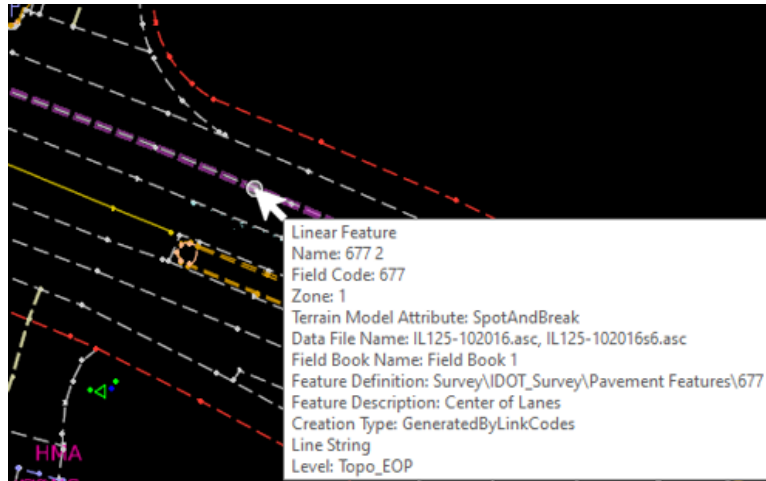 Linear Feature
Name: 677 2
Field Code: 677
Zone: 1
Terrain Model Attribute: SpotAndBreak
Data File Name: IL125-102016.asc, IL125-102016s6.asc
Field Book Name: Field Book 1
Feature Definition: Survey\IDOT_Survey\Pavement Features\677
Feature Description: Center of Lanes
Creation Type: GeneratedByLinkCodes
Line String
Level: Topo_EOP
HMA